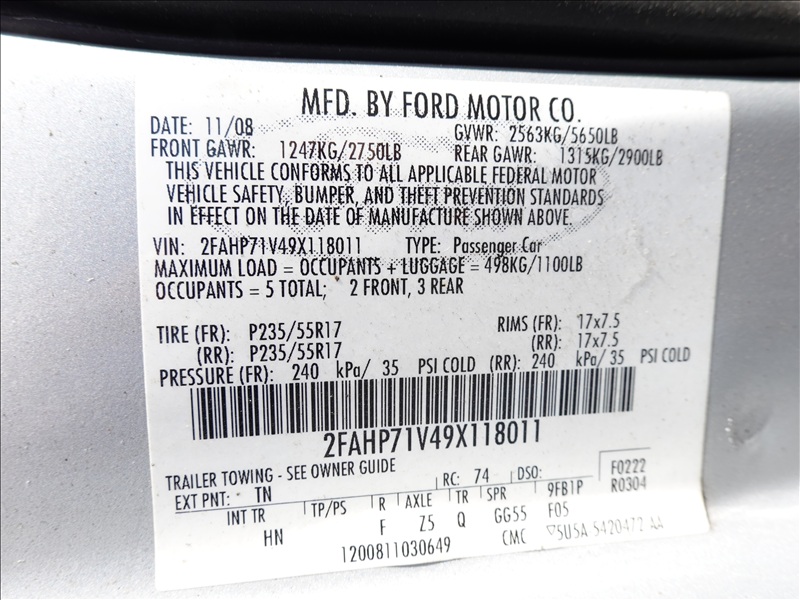 MFD. BY FORD MOTOR CO.
DATE: 11/08 GVWR: 2563KG/5650LB
FRONT GAWR: 1247KG/2750LB REAR GAWR: 1315KG/2900LB
THIS VEHICLE CONFORMS TO ALL APPLICABLE FEDERAL MOTOR
VEHICLE SAFETY, BUMPER, AND THEFT PREVENTION STANDARDS
IN EFFECT ON THE DATE OF MANUFACTURE SHOWN ABOVE.
VIN: 2FAHP71V49X118011 TYPE: Passenger Car
MAXIMUM LOAD = OCCUPANTS + LUGGAGE = 498KG/1100LB
OCCUPANTS = 5 TOTAL; 2 FRONT, 3 REAR
TIRE (FR): P235/55R17 RIMS (FR): 17x7.5
(RR): P235/55R17 (RR): 17x7.5
PRESSURE (FR): 240 kPa/ 35 PSI COLD (RR): 240 kPa/ 35 PSI COLD
2FAHP71V49X118011
TRAILER TOWING - SEE OWNER GUIDE
EXT PNT: TN RC: 74 DSO: F0222
R0304
INT TR TP/PS R AXLE TR SPR 9FB1P
HN F Z5 Q GG55 F05
1200811030649 CMC 5U5A 5420472 AA